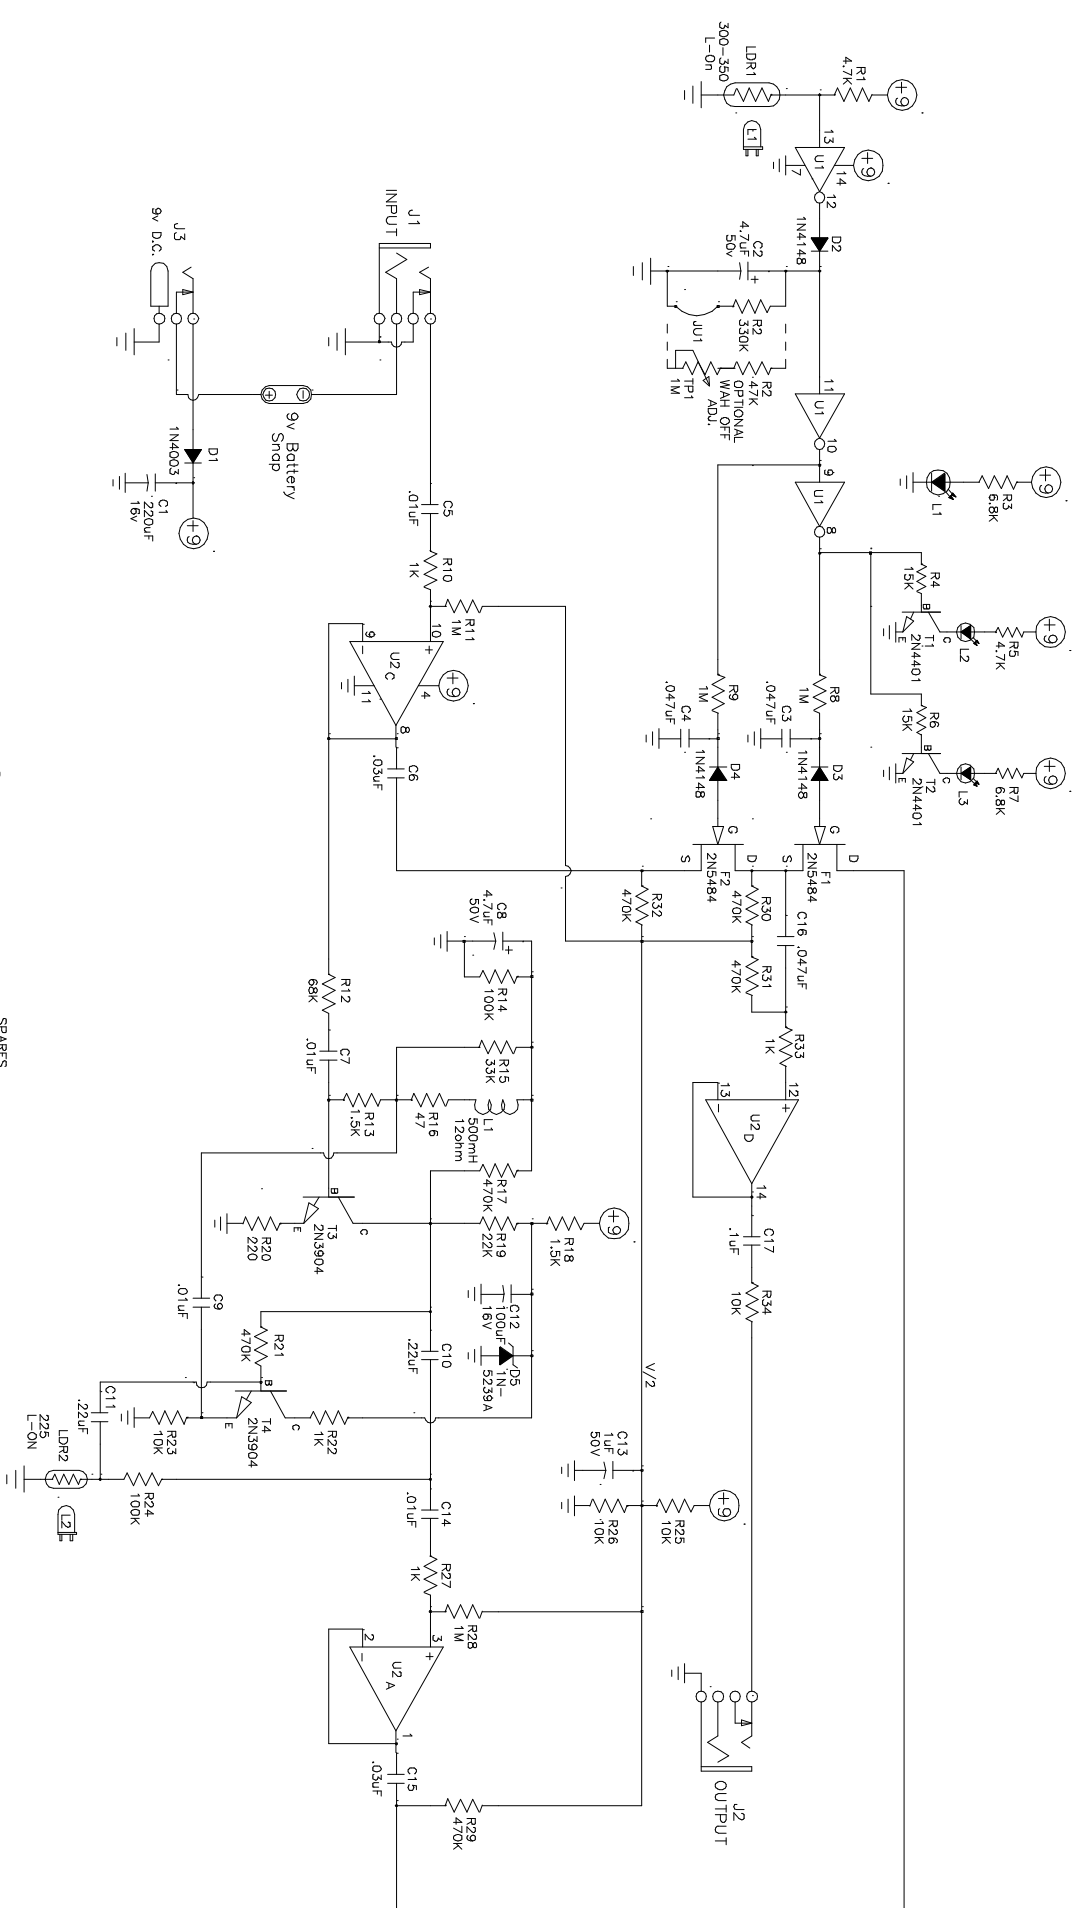 +9
R1
4.7K
LDR1
300-350
L-On
L1
13
U1
14
7
12
+9
D2
1N4148
C2
4.7uF
50v
+
R2
330K
JU1
R2
47K
TP1
1M
OPTIONAL
WAH OFF
ADJ.
11
U1
10
9
U1
8
+9
R3
6.8K
L1
R4
15K
B
C
E
T1
2N4401
L2
R5
4.7K
+9
R6
15K
B
C
E
T2
2N4401
L3
R7
6.8K
+9
R8
1M
C3
.047uF
D3
1N4148
R9
1M
C4
.047uF
D4
1N4148
G
D
S
F1
2N5484
G
D
S
F2
2N5484
R30
470K
R31
470K
R32
470K
C16
.047uF
R33
1K
12
13
+
−
U2
D
14
C17
.1uF
R34
10K
J2
OUTPUT
J1
INPUT
J3
9v D.C.
9v Battery
Snap
+
−
D1
1N4003
C1
220uF
16v
+9
C5
.01uF
R10
1K
R11
1M
10
9
+
−
U2
C
4
11
8
+9
C6
.03uF
R12
68K
C7
.01uF
C8
4.7uF
50V
+
R14
100K
R15
33K
R13
1.5K
R16
47
L1
500mH
12ohm
R17
470K
R19
22K
R18
1.5K
+9
B
C
E
T3
2N3904
R20
220
C9
.01uF
C12
100uF
16V
D5
1N-
5239A
C10
.22uF
R21
470K
B
C
E
T4
2N3904
R22
1K
R23
10K
C11
.22uF
LDR2
225
L-ON
L2
R24
100K
V/2
C13
1uF
50V
+9
R25
10K
R26
10K
C14
.01uF
R27
1K
R28
1M
3
2
+
−
U2
A
1
C15
.03uF
R29
470K
SPARES